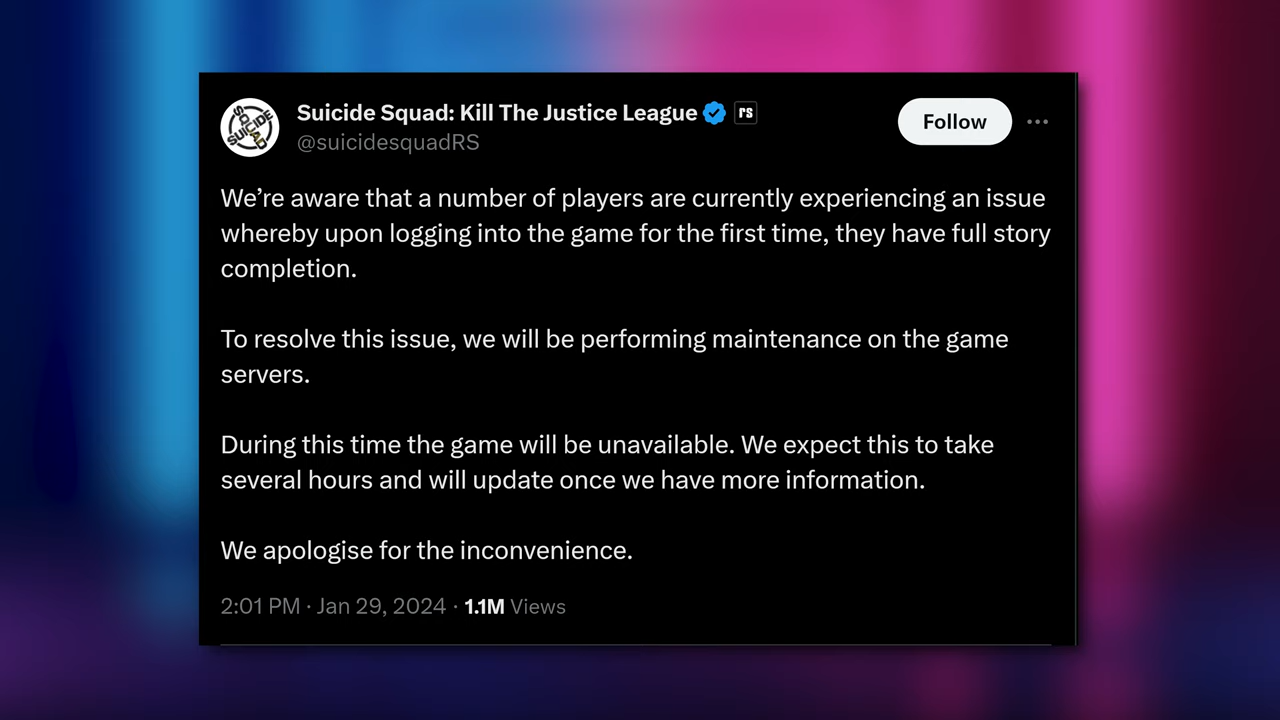 Suicide Squad: Kill The Justice League rs
@suicidesquadRS
Follow
SUICIDE SQUAD
We’re aware that a number of players are currently experiencing an issue
whereby upon logging into the game for the first time, they have full story
completion.
To resolve this issue, we will be performing maintenance on the game
servers.
During this time the game will be unavailable. We expect this to take
several hours and will update once we have more information.
We apologise for the inconvenience.
2:01 PM · Jan 29, 2024 · 1.1M Views